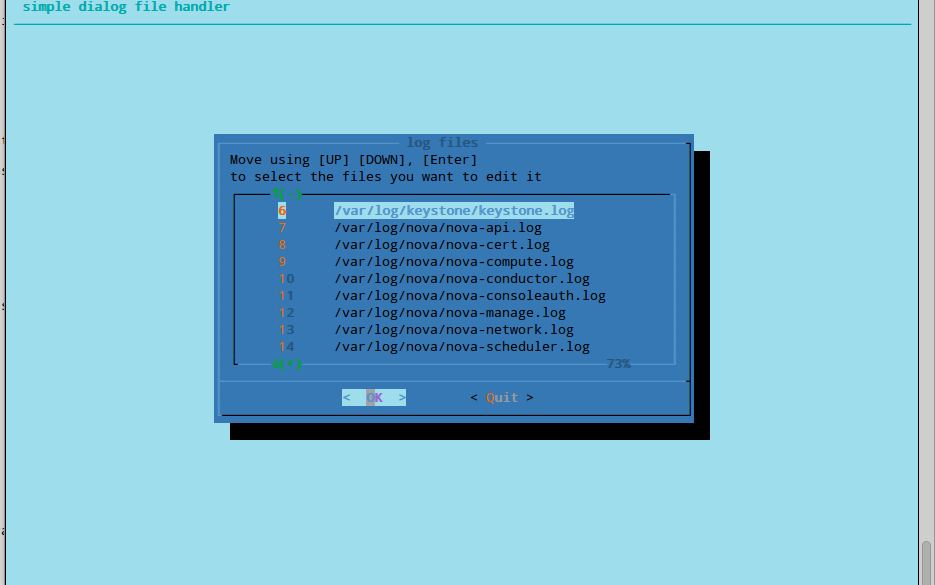 simple dialog file handler
log files
Move using [UP] [DOWN], [Enter]
to select the files you want to edit it
↑(-)
6 /var/log/keystone/keystone.log
7 /var/log/nova/nova-api.log
8 /var/log/nova/nova-cert.log
9 /var/log/nova/nova-compute.log
10 /var/log/nova/nova-conductor.log
11 /var/log/nova/nova-consoleauth.log
12 /var/log/nova/nova-manage.log
13 /var/log/nova/nova-network.log
14 /var/log/nova/nova-scheduler.log
↓(+) 73%
< OK > < Quit >